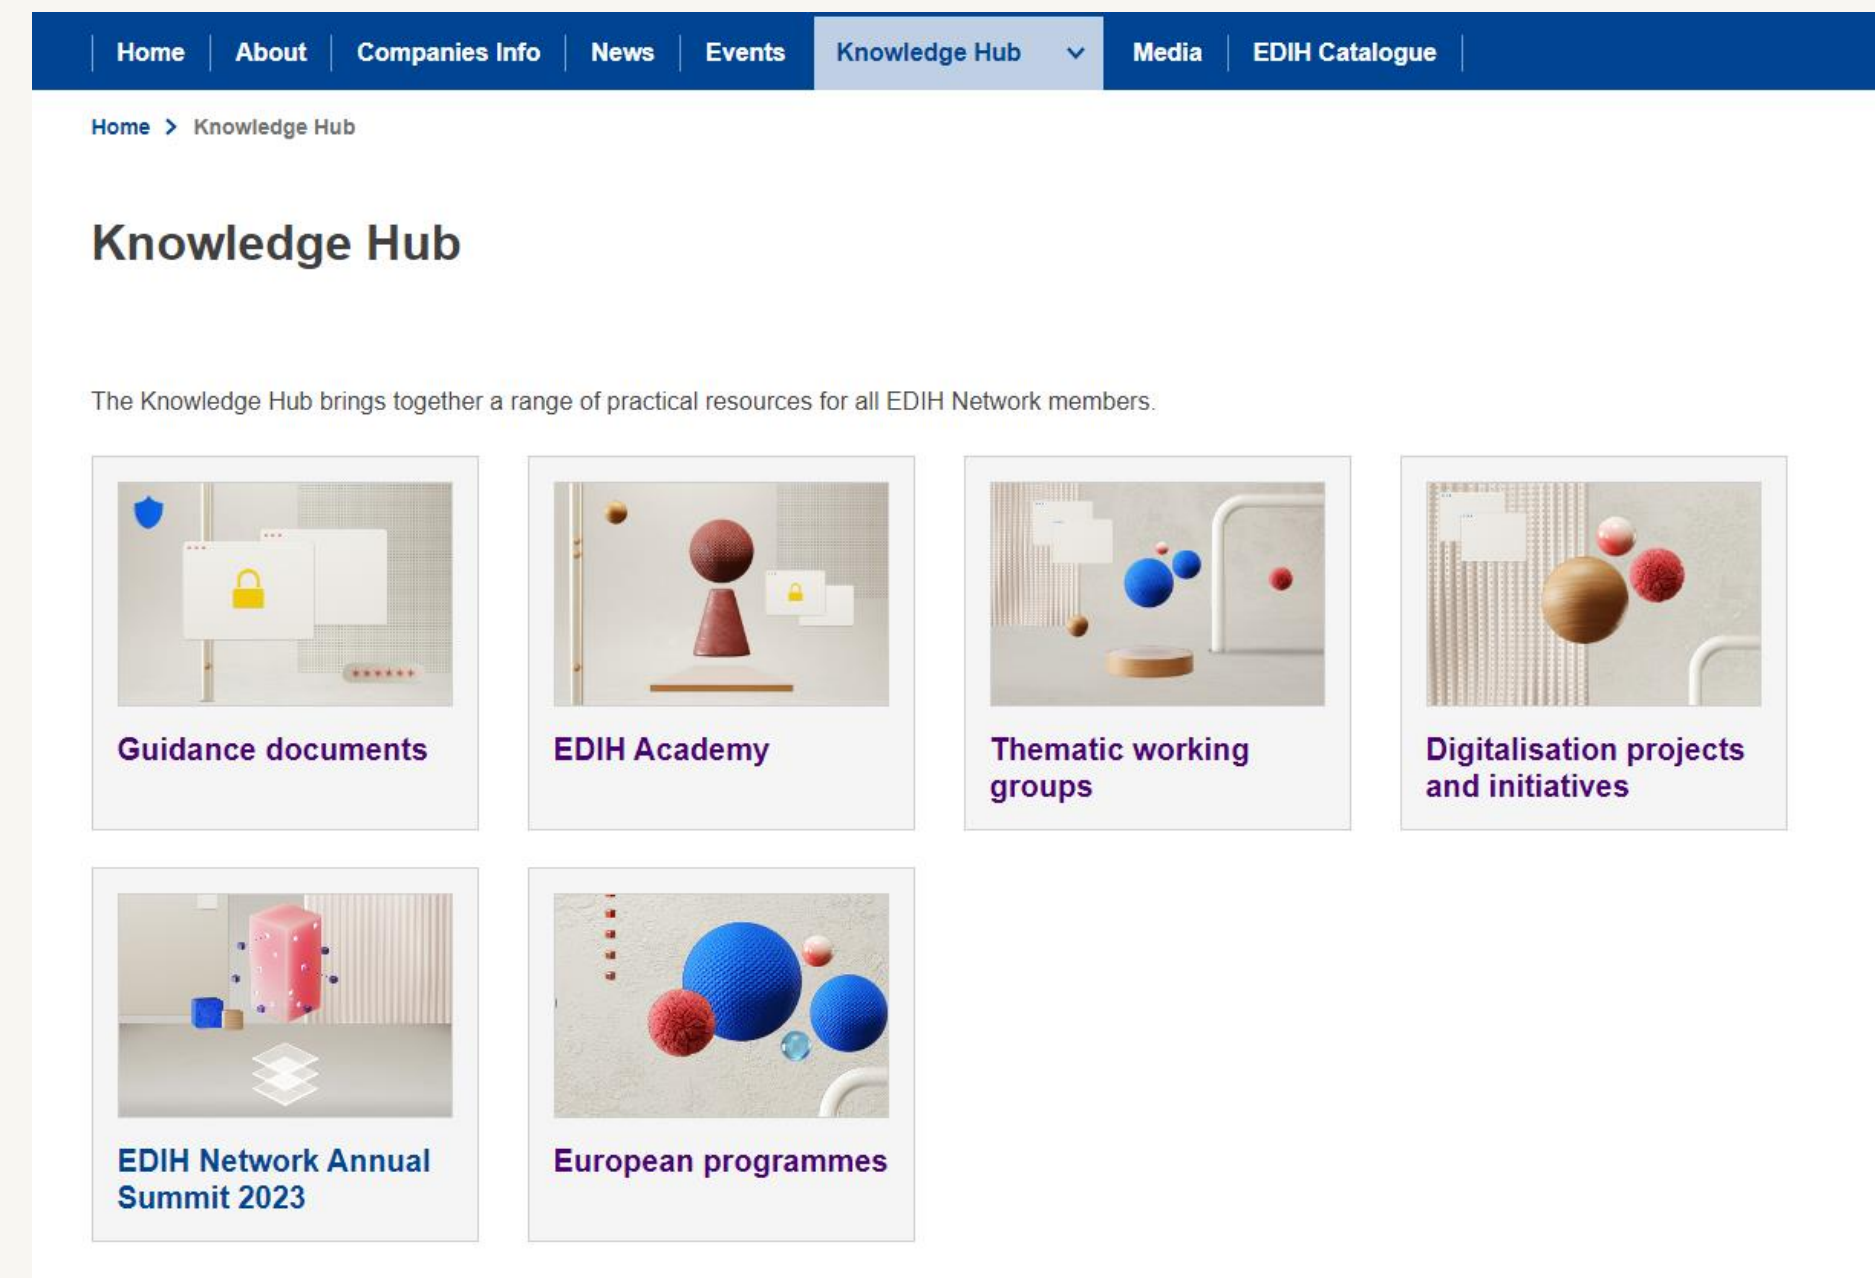 Home About Companies Info News Events Knowledge Hub Media EDIH Catalogue
Home > Knowledge Hub
Knowledge Hub
The Knowledge Hub brings together a range of practical resources for all EDIH Network members.
Guidance documents
EDIH Academy
Thematic working
groups
Digitalisation projects
and initiatives
EDIH Network Annual
Summit 2023
European programmes